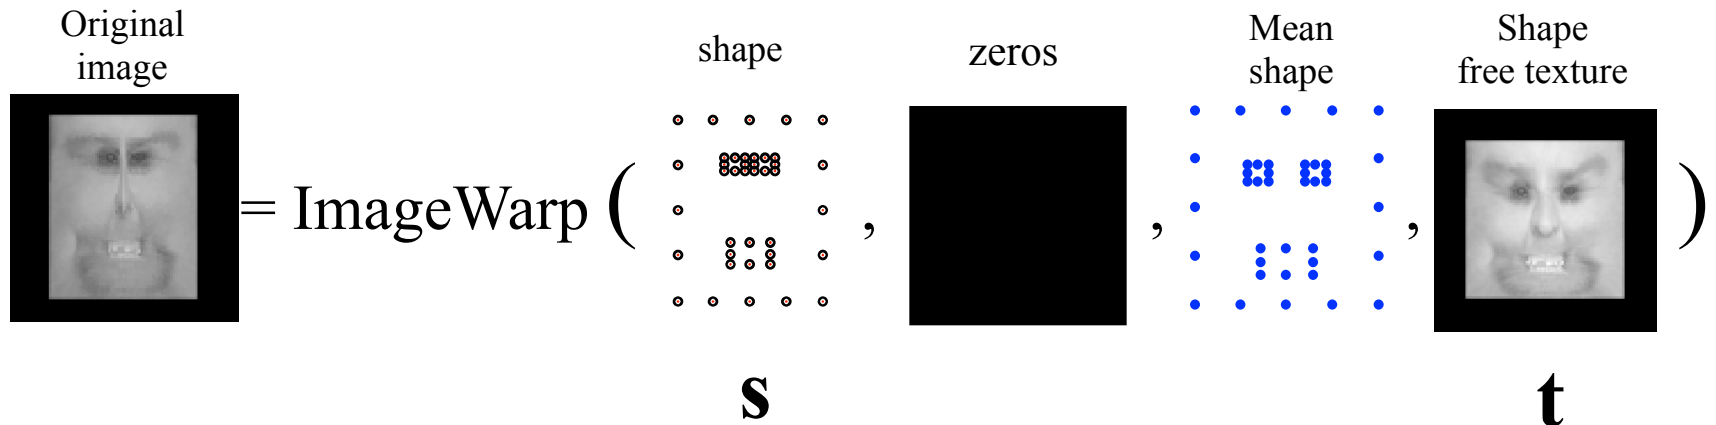 Original
image
shape
zeros
Mean
shape
Shape
free texture
= ImageWarp ( , , , )
s
t